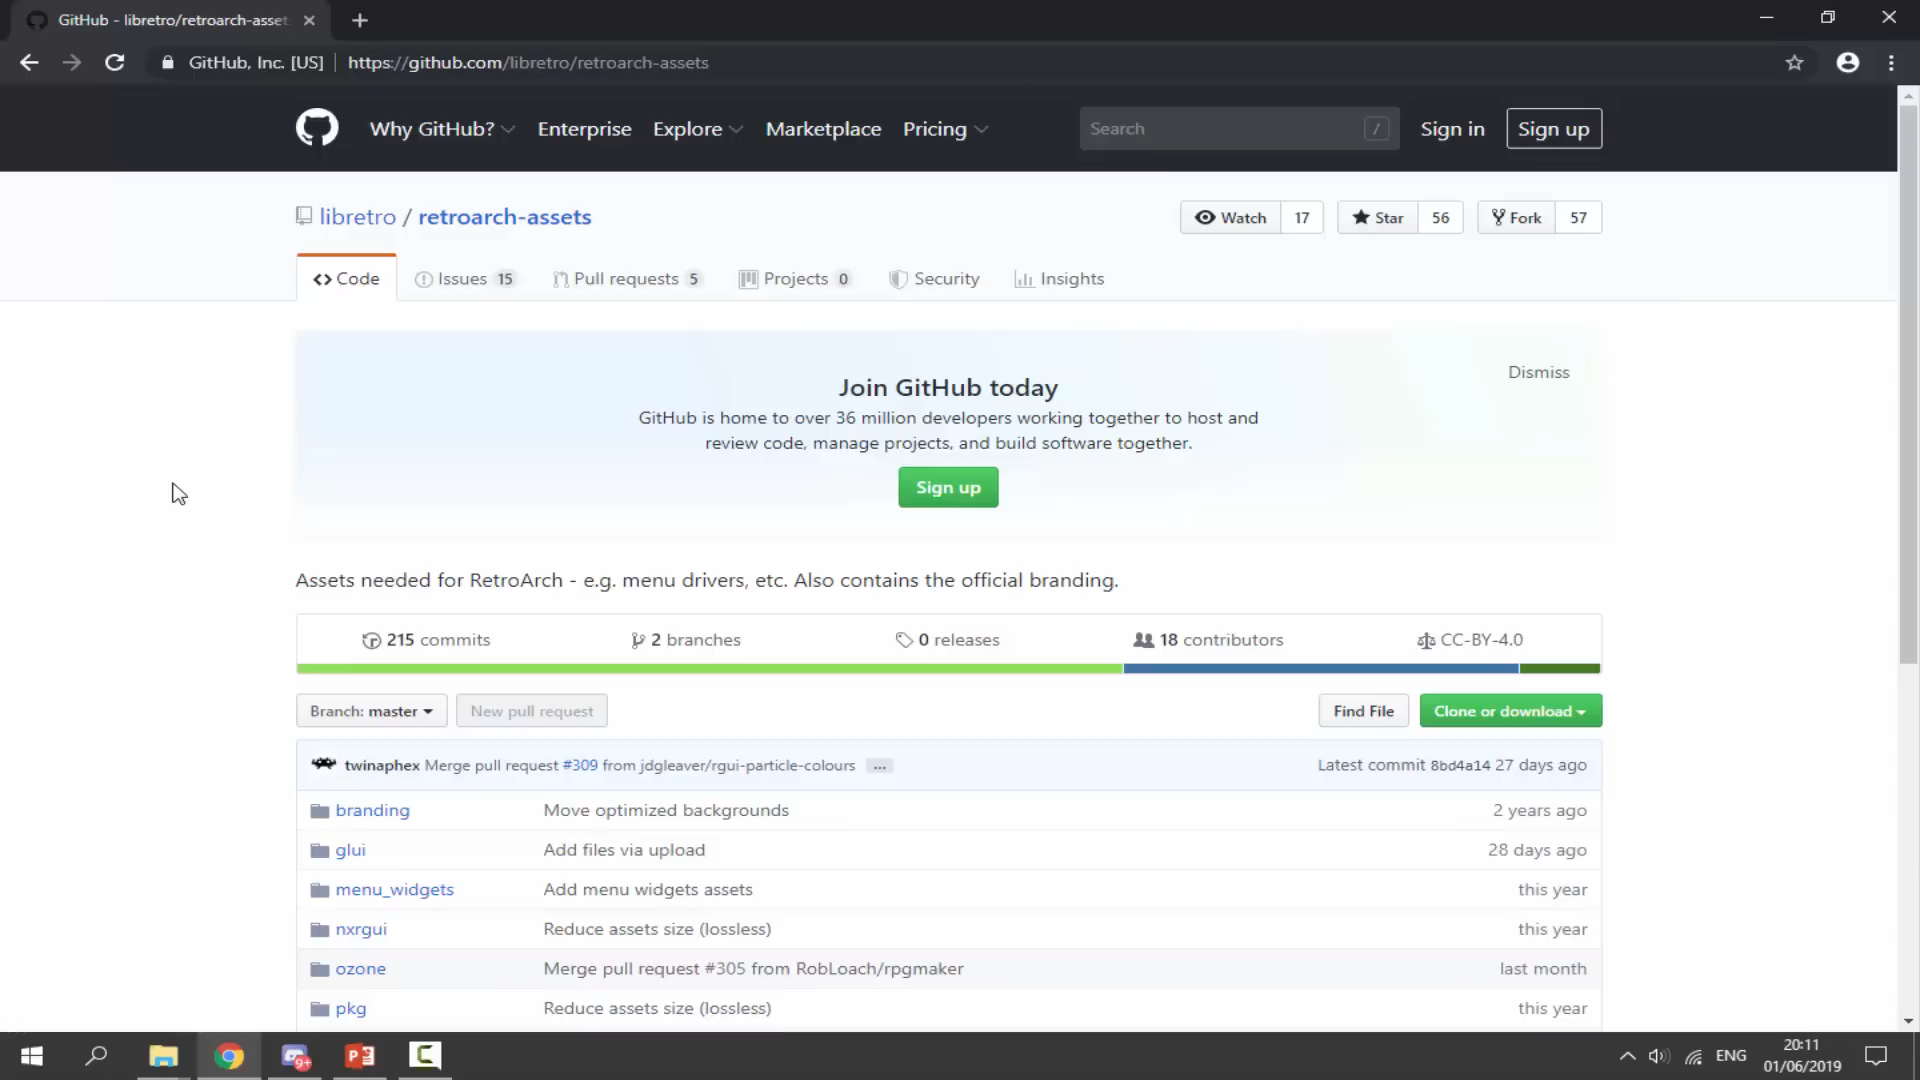 GitHub - libretro/retroarch-asset
GitHub, Inc. [US] https://github.com/libretro/retroarch-assets
Why GitHub? Enterprise Explore Marketplace Pricing Search / Sign in Sign up
libretro / retroarch-assets Watch 17 Star 56 Fork 57
Code Issues 15 Pull requests 5 Projects 0 Security Insights
Dismiss
Join GitHub today
GitHub is home to over 36 million developers working together to host and
review code, manage projects, and build software together.
Sign up
Assets needed for RetroArch - e.g. menu drivers, etc. Also contains the official branding.
215 commits 2 branches 0 releases 18 contributors CC-BY-4.0
Branch: master New pull request Find File Clone or download
twinaphex Merge pull request #309 from jdgleaver/rgui-particle-colours ... Latest commit 8bd4a14 27 days ago
branding Move optimized backgrounds 2 years ago
glui Add files via upload 28 days ago
menu_widgets Add menu widgets assets this year
nxrgui Reduce assets size (lossless) this year
ozone Merge pull request #305 from RobLoach/rpgmaker last month
pkg Reduce assets size (lossless) this year
9+ P ENG 20:11
01/06/2019